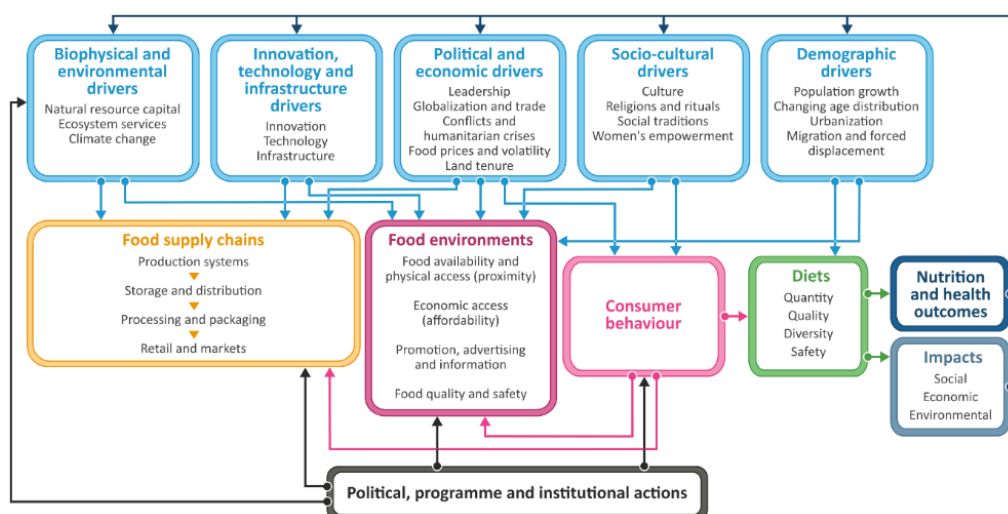 Biophysical and
environmental
drivers
Natural resource capital
Ecosystem services
Climate change
Innovation,
technology and
infrastructure
drivers
Innovation
Technology
Infrastructure
Political and
economic drivers
Leadership
Globalization and trade
Conflicts and
humanitarian crises
Food prices and volatility
Land tenure
Socio-cultural
drivers
Culture
Religions and rituals
Social traditions
Women's empowerment
Demographic
drivers
Population growth
Changing age distribution
Urbanization
Migration and forced
displacement
Food supply chains
Production systems
Storage and distribution
Processing and packaging
Retail and markets
Food environments
Food availability and
physical access (proximity)
Economic access
(affordability)
Promotion, advertising
and information
Food quality and safety
Consumer
behaviour
Diets
Quantity
Quality
Diversity
Safety
Nutrition
and health
outcomes
Impacts
Social
Economic
Environmental
Political, programme and institutional actions